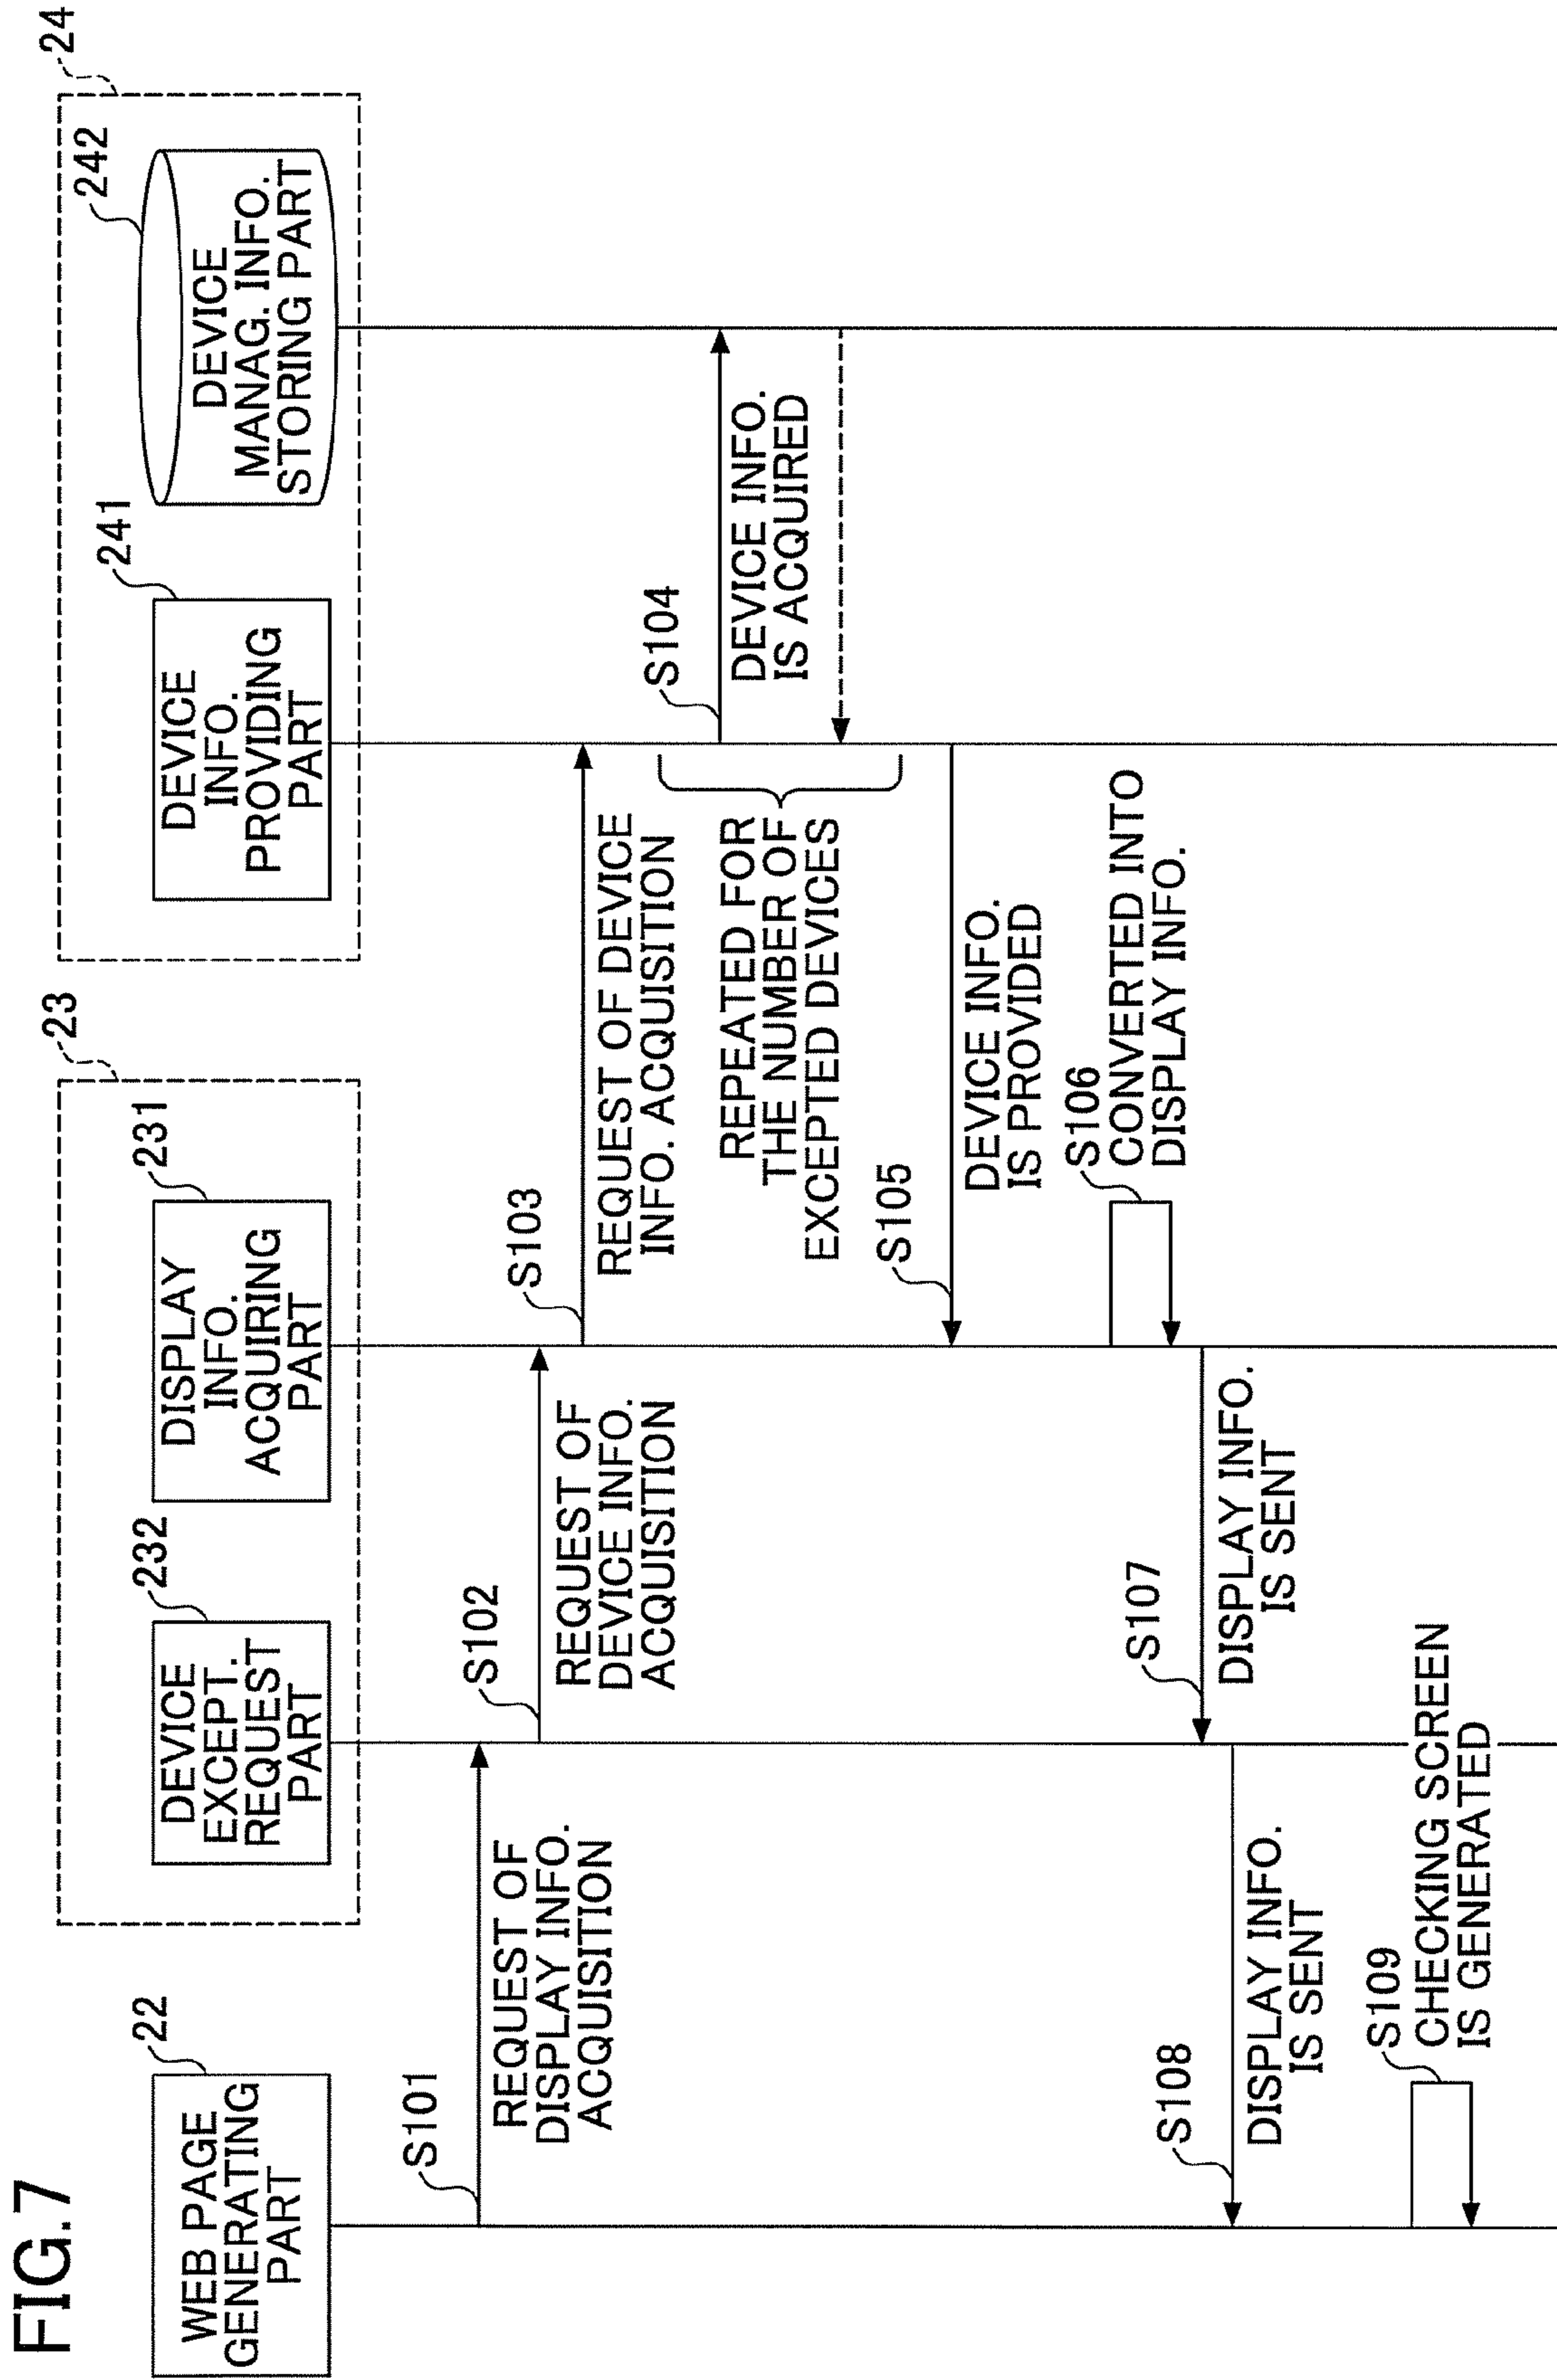 FIG.7
WEB PAGE
GENERATING
PART
22
DEVICE
EXCEPT.
REQUEST
PART
232
DISPLAY
INFO.
ACQUIRING
PART
231
23
DEVICE
INFO.
PROVIDING
PART
241
DEVICE
MANAG. INFO.
STORING PART
242
24
S101
REQUEST OF
DISPLAY INFO.
ACQUISITION
S102
REQUEST OF
DEVICE INFO.
ACQUISITION
S103
REQUEST OF DEVICE
INFO. ACQUISITION
S104
DEVICE INFO.
IS ACQUIRED
REPEATED FOR
THE NUMBER OF
EXCEPTED DEVICES
S105
DEVICE INFO.
IS PROVIDED
S106
CONVERTED INTO
DISPLAY INFO.
S107
DISPLAY INFO.
IS SENT
S108
DISPLAY INFO.
IS SENT
S109
CHECKING SCREEN
IS GENERATED